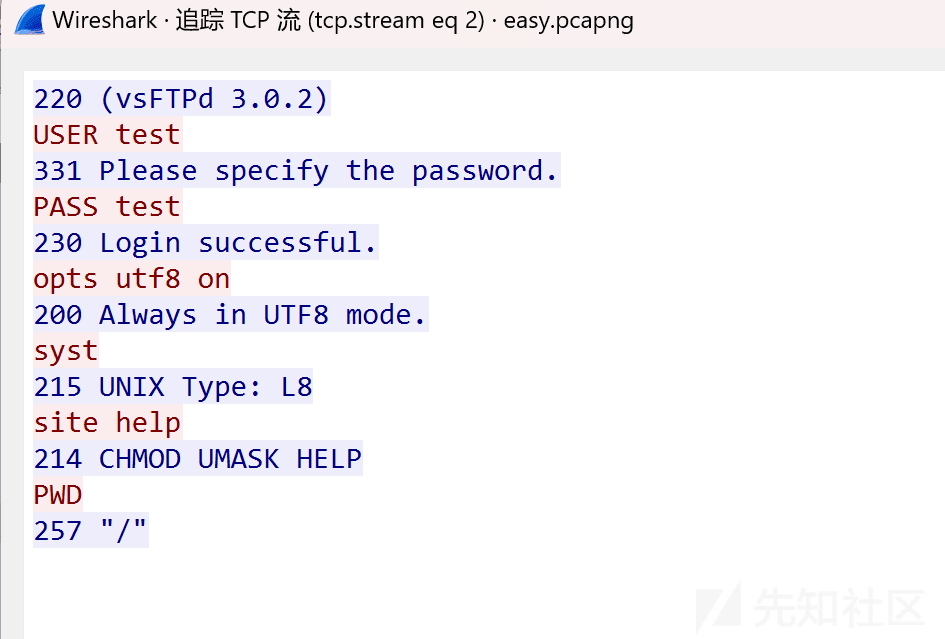 Wireshark · 追踪 TCP 流 (tcp.stream eq 2) · easy.pcapng
220 (vsFTPd 3.0.2)
USER test
331 Please specify the password.
PASS test
230 Login successful.
opts utf8 on
200 Always in UTF8 mode.
syst
215 UNIX Type: L8
site help
214 CHMOD UMASK HELP
PWD
257 "/"
先知社区